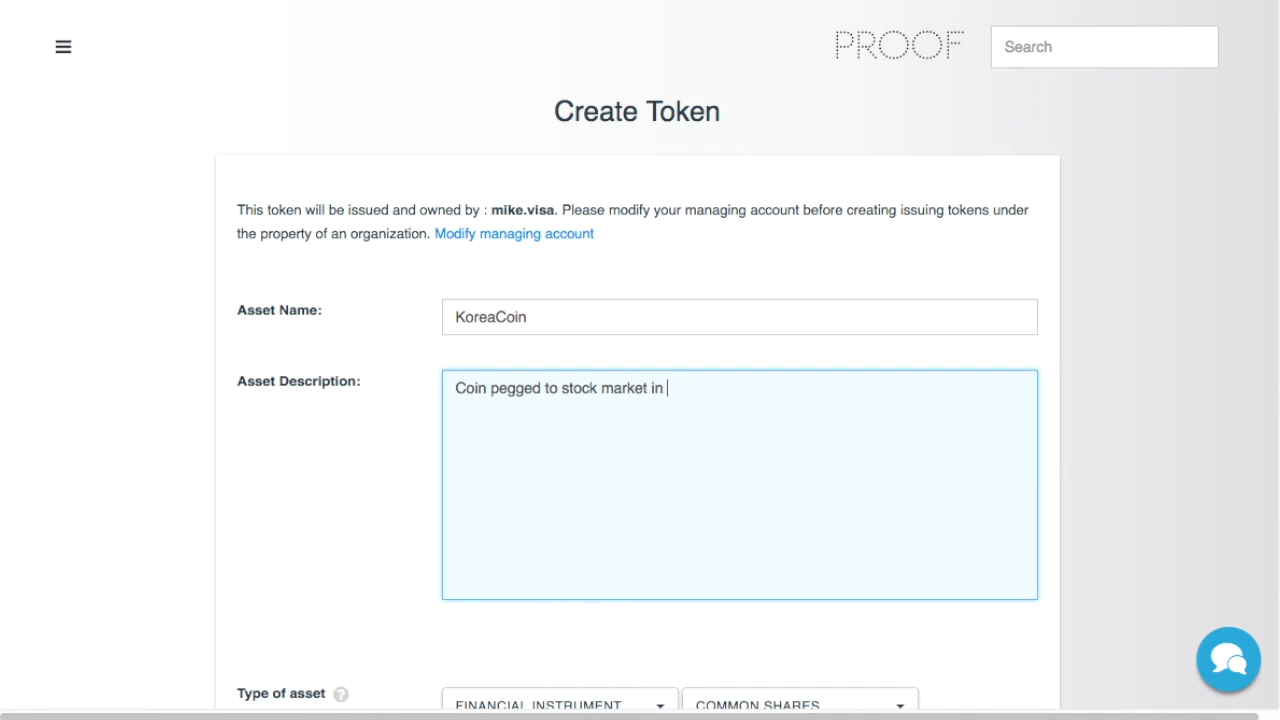 PROOF
Search
Create Token
This token will be issued and owned by : mike.visa. Please modify your managing account before creating issuing tokens under
the property of an organization. Modify managing account
Asset Name:
KoreaCoin
Asset Description:
Coin pegged to stock market in
Type of asset ?
FINANCIAL INSTRUMENT
COMMON SHARES